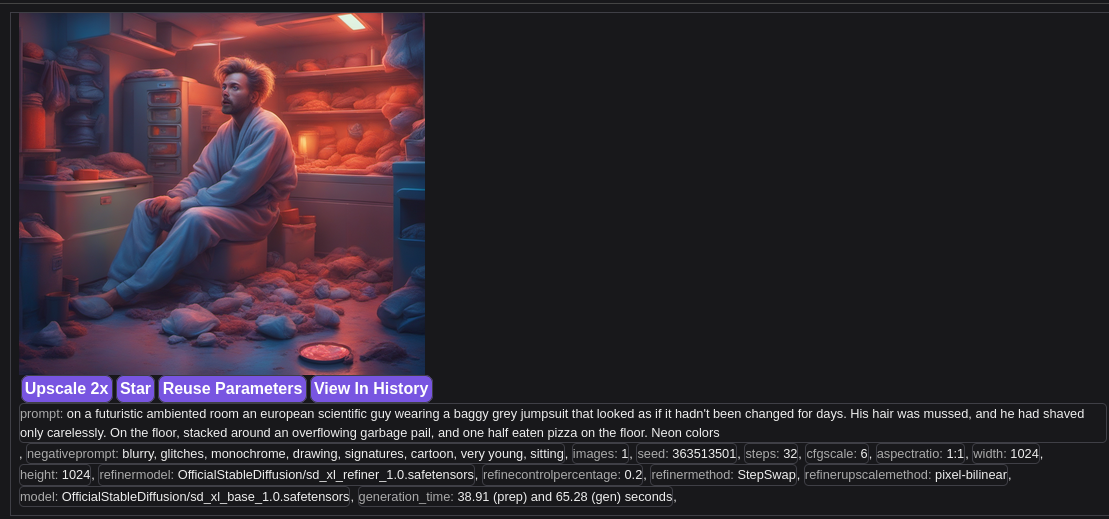 Upscale 2x Star Reuse Parameters View In History
prompt: on a futuristic ambiented room an european scientific guy wearing a baggy grey jumpsuit that looked as if it hadn't been changed for days. His hair was mussed, and he had shaved
only carelessly. On the floor, stacked around an overflowing garbage pail, and one half eaten pizza on the floor. Neon colors
, negativeprompt: blurry, glitches, monochrome, drawing, signatures, cartoon, very young, sitting, images: 1, seed: 363513501, steps: 32, cfgscale: 6, aspectratio: 1:1, width: 1024,
height: 1024, refinermodel: OfficialStableDiffusion/sd_xl_refiner_1.0.safetensors, refinecontrolpercentage: 0.2, refinermethod: StepSwap, refinerupscalemethod: pixel-bilinear,
model: OfficialStableDiffusion/sd_xl_base_1.0.safetensors, generation_time: 38.91 (prep) and 65.28 (gen) seconds,